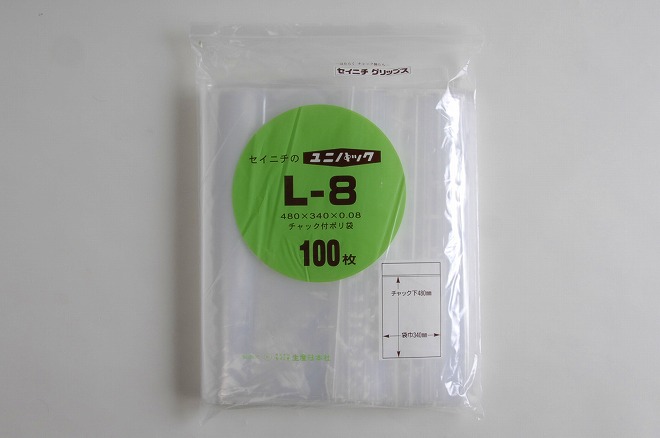 セイニチ グリップス
セイニチの ユニパック
L-8
480×340×0.08
チャック付ポリ袋
100枚
チャック下480mm
袋巾340mm